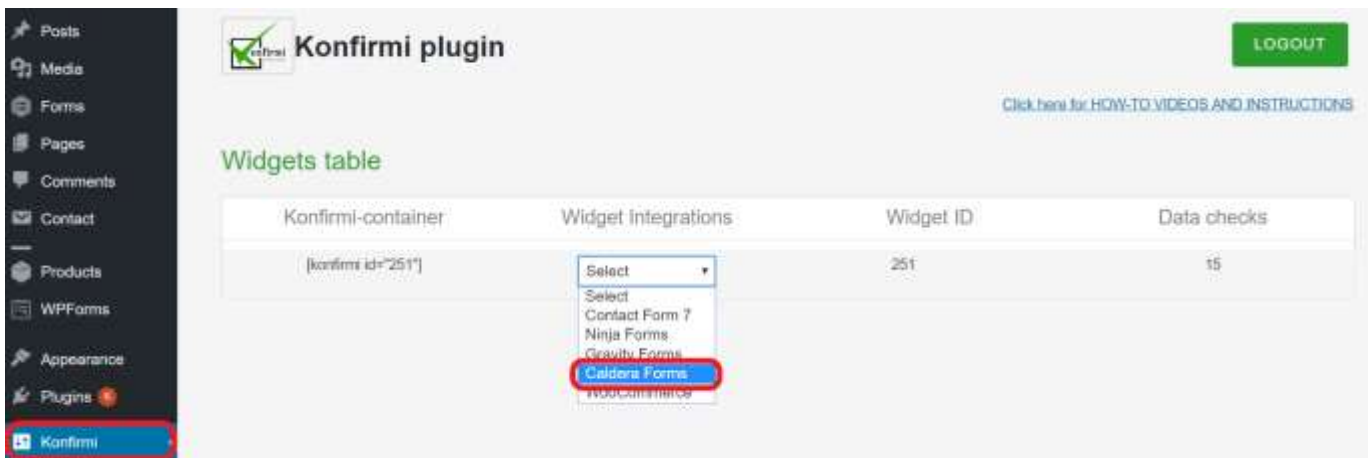 Posts
Media
Forms
Pages
Comments
Contact
Products
WPForms
Appearance
Plugins
Konfirmi
Konfirmi plugin
LOGOUT
Click here for HOW-TO VIDEOS AND INSTRUCTIONS
Widgets table
Konfirmi-container Widget Integrations Widget ID Data checks
[konfirmi id="251"] Select 251 15
Select
Contact Form 7
Ninja Forms
Gravity Forms
Caldera Forms
WooCommerce